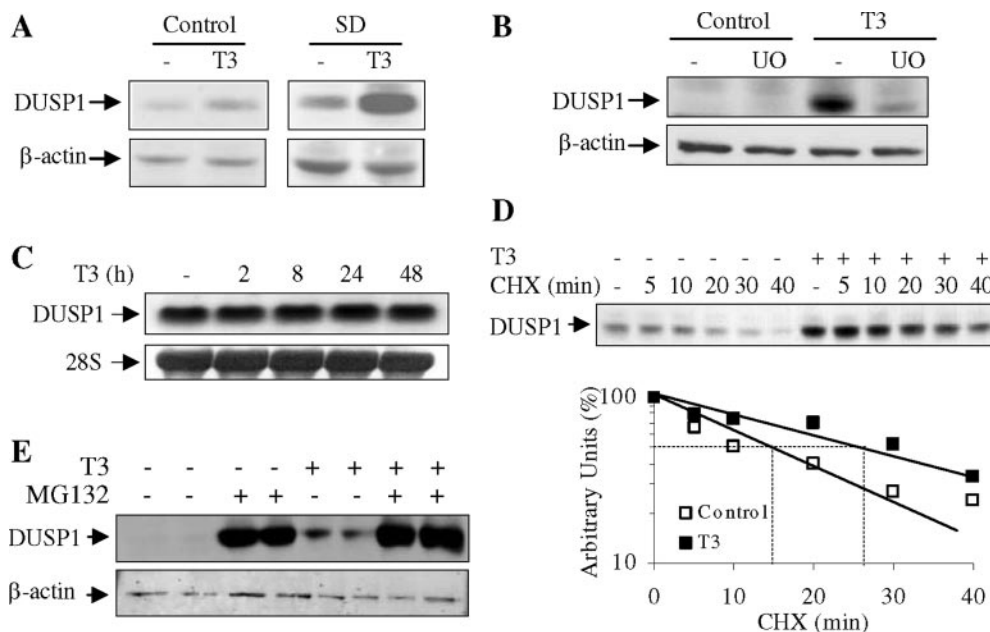 A
Control SD
- T3 - T3
DUSP1
β-actin
B
Control T3
- UO - UO
DUSP1
β-actin
C
T3 (h) - 2 8 24 48
DUSP1
28S
D
T3 - - - - - - + + + + + +
CHX (min) - 5 10 20 30 40 - 5 10 20 30 40
DUSP1
100
10
Arbitrary Units (%)
Control
T3
0 10 20 30 40
CHX (min)
E
T3 - - - - + + + +
MG132 - - + + - - + +
DUSP1
β-actin